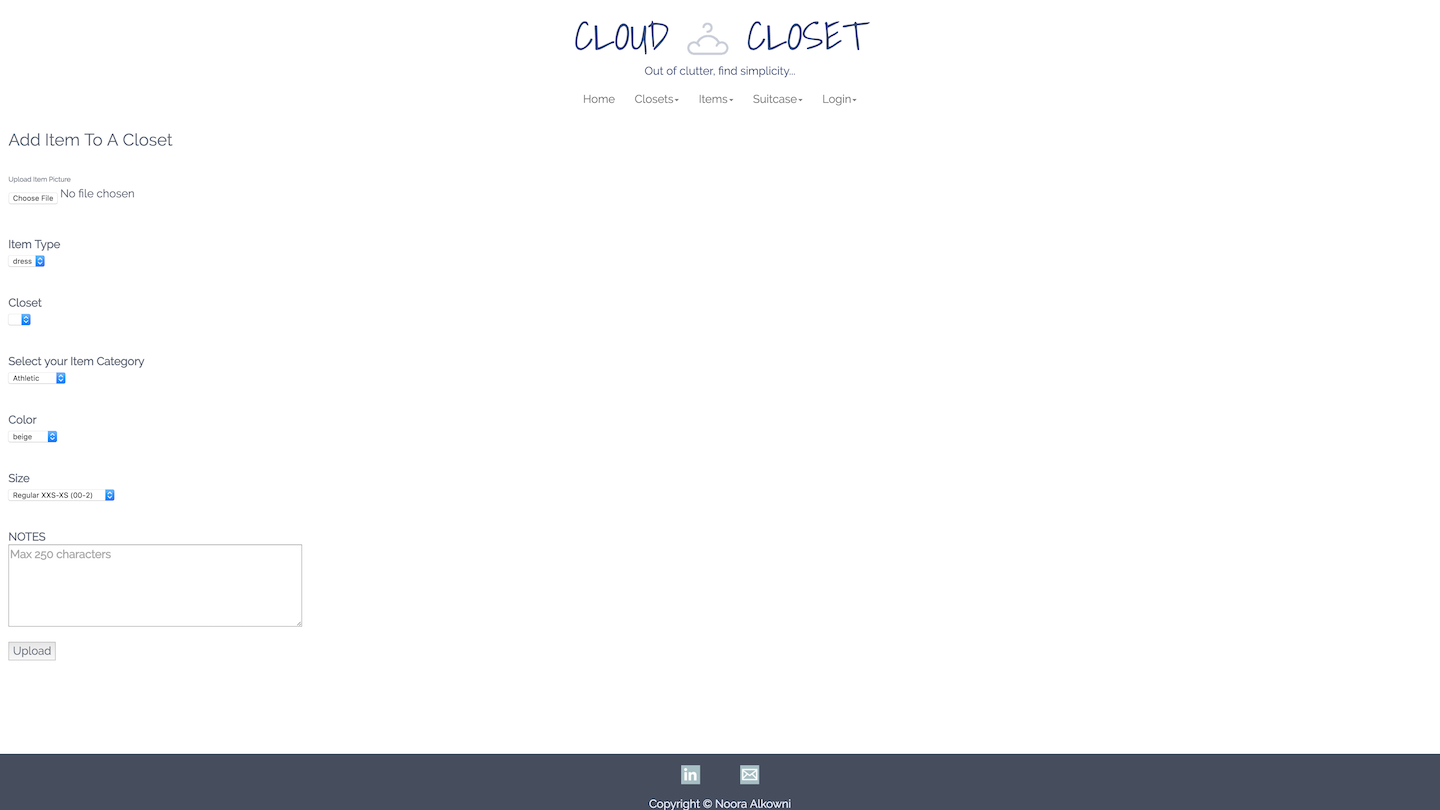 CLOUD CLOSET
Out of clutter, find simplicity...
Home Closets Items Suitcase Login
Add Item To A Closet
Upload Item Picture
Choose File No file chosen
Item Type
dress
Closet
Select your Item Category
Athletic
Color
beige
Size
Regular XXS-XS (00-2)
NOTES
Max 250 characters
Upload
in
Copyright © Noora Alkowni